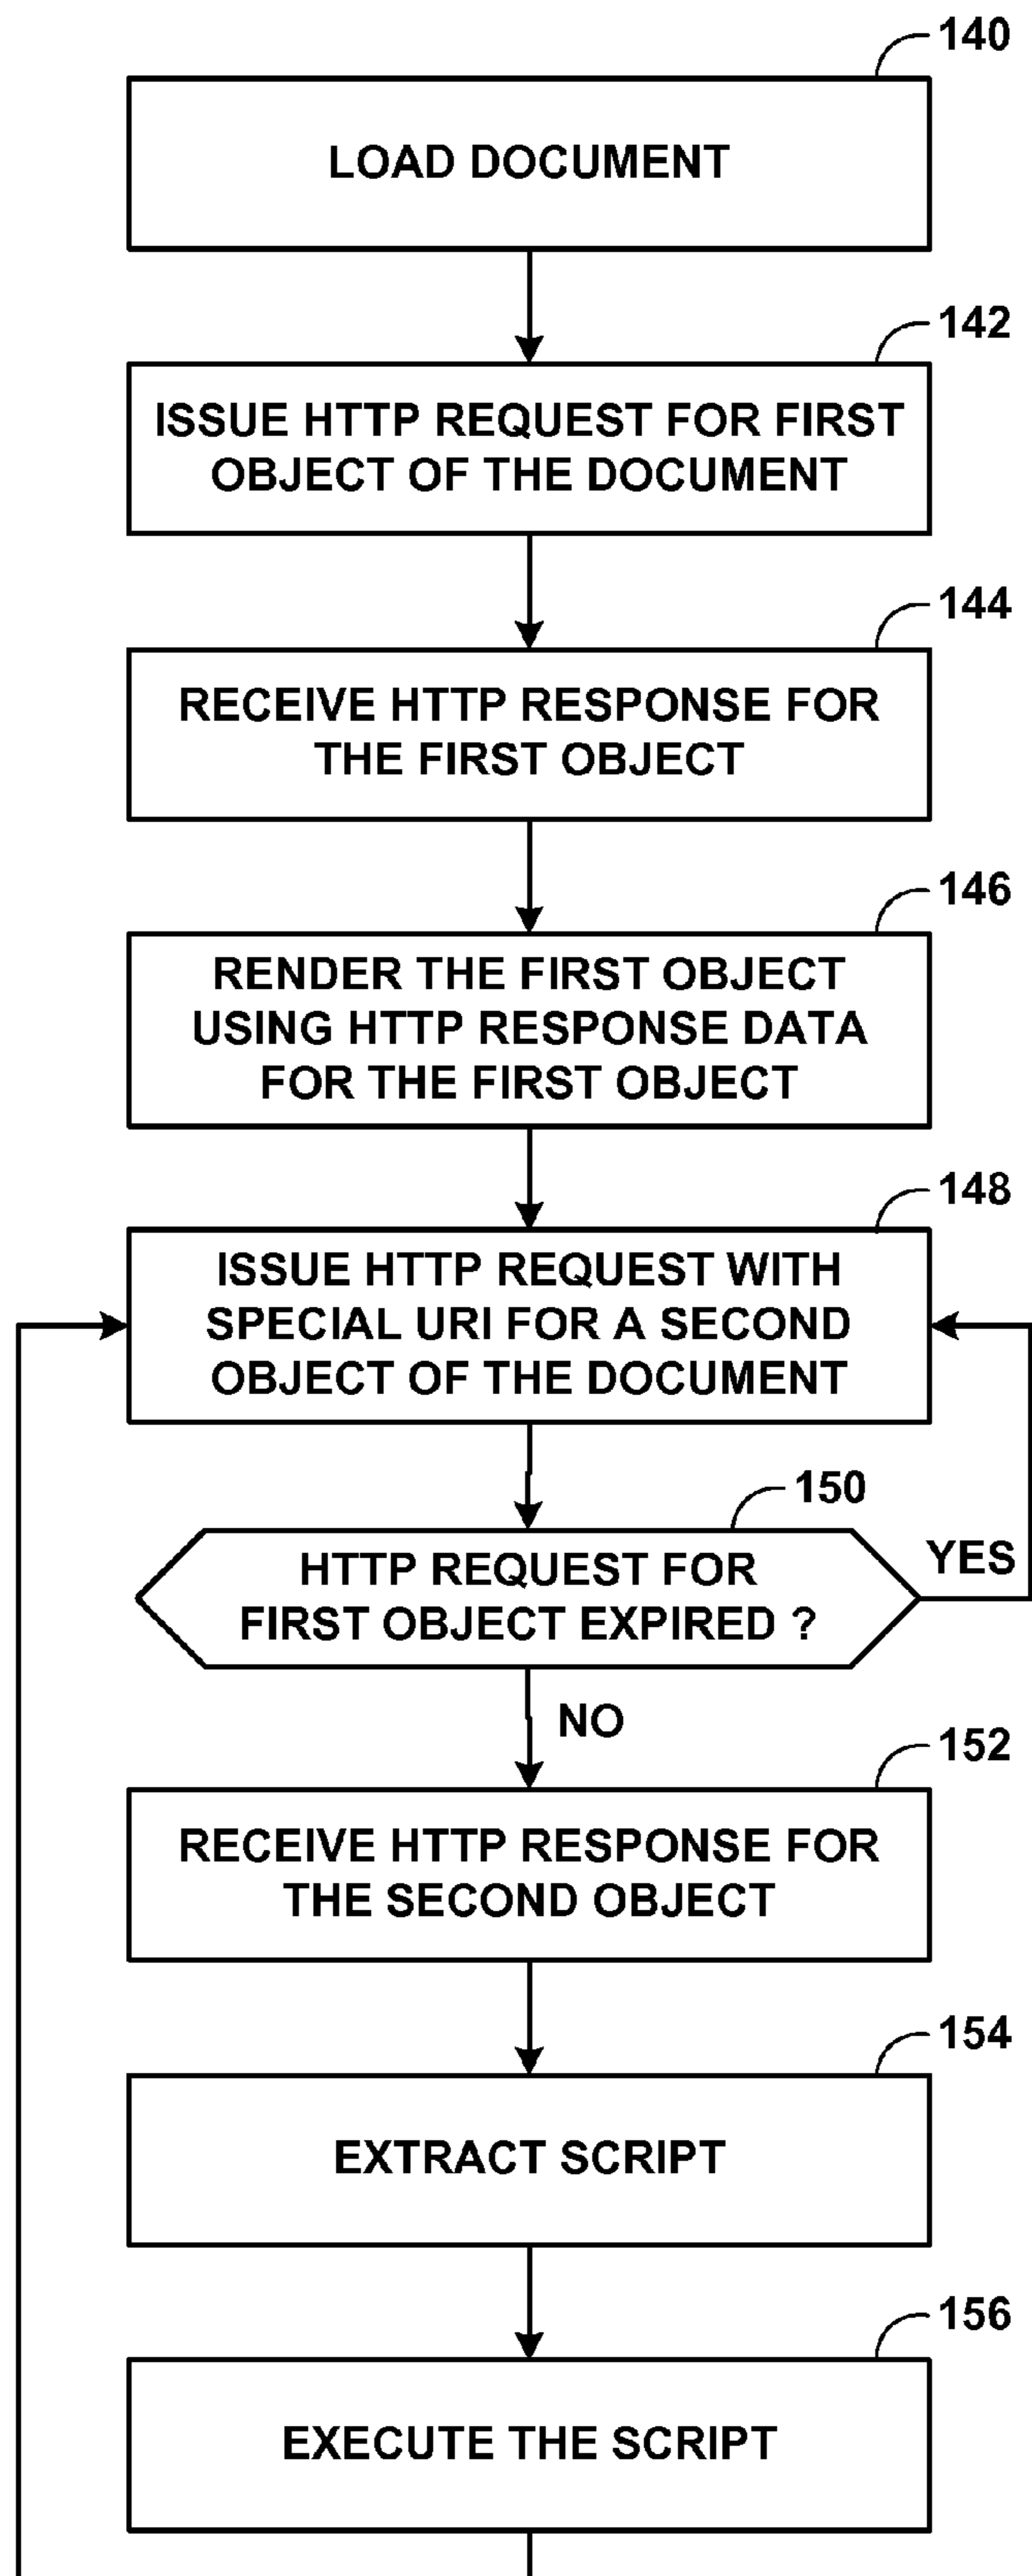 140
LOAD DOCUMENT
142
ISSUE HTTP REQUEST FOR FIRST
OBJECT OF THE DOCUMENT
144
RECEIVE HTTP RESPONSE FOR
THE FIRST OBJECT
146
RENDER THE FIRST OBJECT
USING HTTP RESPONSE DATA
FOR THE FIRST OBJECT
148
ISSUE HTTP REQUEST WITH
SPECIAL URI FOR A SECOND
OBJECT OF THE DOCUMENT
150
HTTP REQUEST FOR
FIRST OBJECT EXPIRED ?
YES
NO
152
RECEIVE HTTP RESPONSE FOR
THE SECOND OBJECT
154
EXTRACT SCRIPT
156
EXECUTE THE SCRIPT